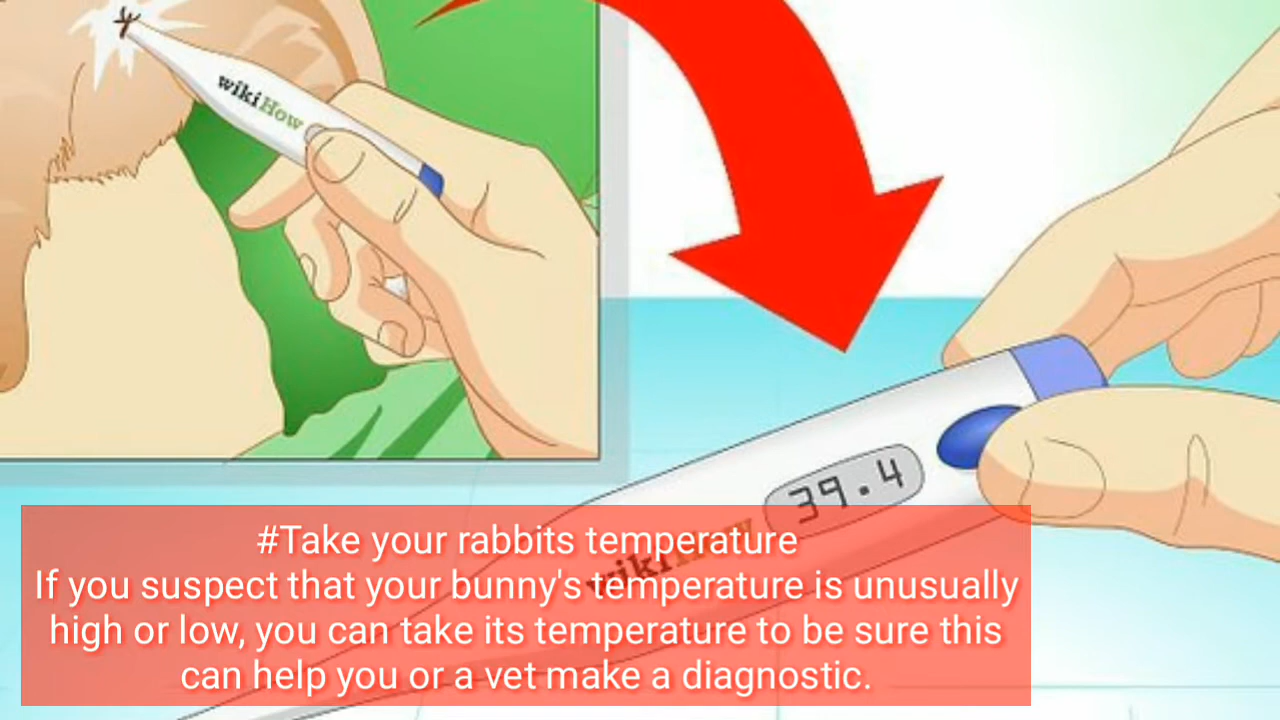 wikiHow
39.4
wikiHow
#Take your rabbits temperature
If you suspect that your bunny's temperature is unusually
high or low, you can take its temperature to be sure this
can help you or a vet make a diagnostic.